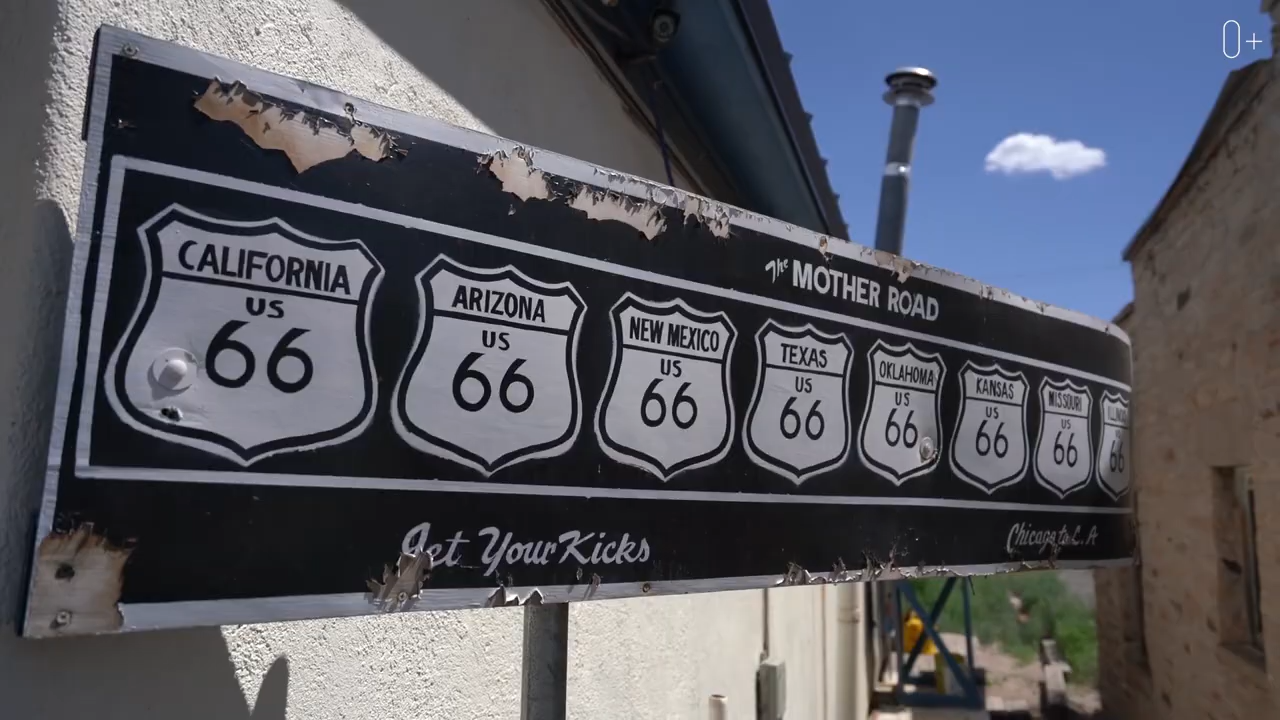 0+
The MOTHER ROAD
CALIFORNIA
US
66
ARIZONA
US
66
NEW MEXICO
US
66
TEXAS
US
66
OKLAHOMA
US
66
KANSAS
US
66
MISSOURI
US
66
ILLINOIS
66
Get Your Kicks
Chicago to L.A